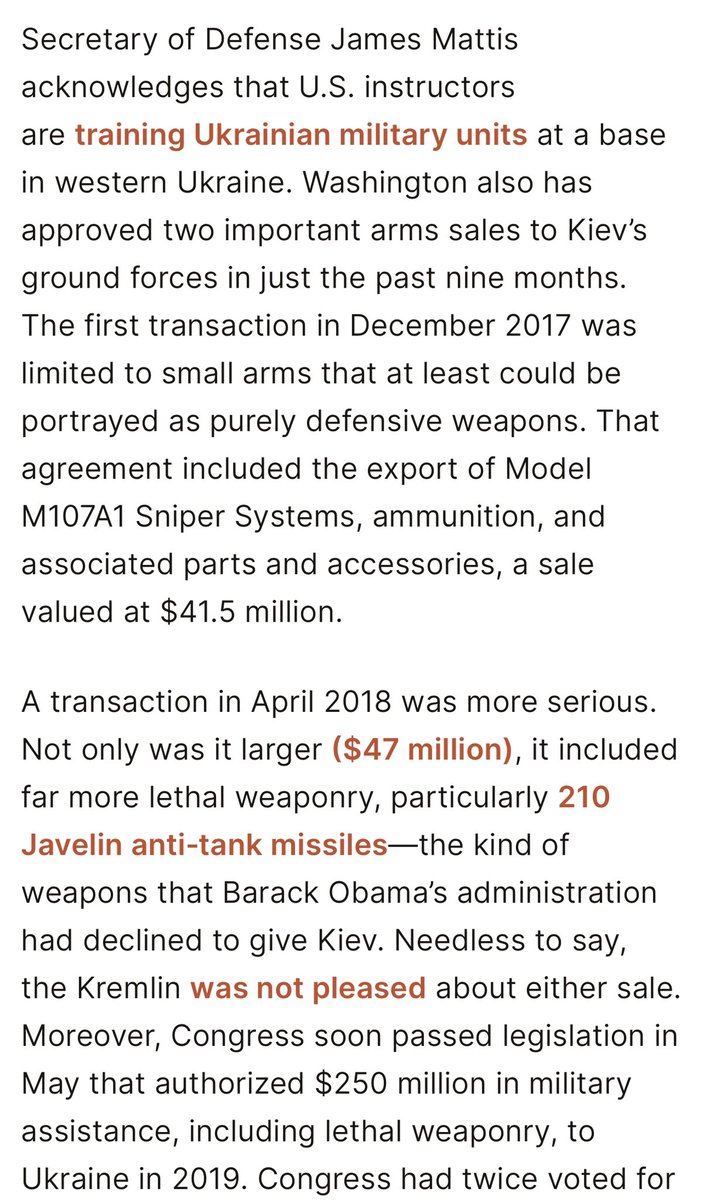 Secretary of Defense James Mattis
acknowledges that U.S. instructors
are training Ukrainian military units at a base
in western Ukraine. Washington also has
approved two important arms sales to Kiev’s
ground forces in just the past nine months.
The first transaction in December 2017 was
limited to small arms that at least could be
portrayed as purely defensive weapons. That
agreement included the export of Model
M107A1 Sniper Systems, ammunition, and
associated parts and accessories, a sale
valued at $41.5 million.
A transaction in April 2018 was more serious.
Not only was it larger ($47 million), it included
far more lethal weaponry, particularly 210
Javelin anti-tank missiles—the kind of
weapons that Barack Obama’s administration
had declined to give Kiev. Needless to say,
the Kremlin was not pleased about either sale.
Moreover, Congress soon passed legislation in
May that authorized $250 million in military
assistance, including lethal weaponry, to
Ukraine in 2019. Congress had twice voted for